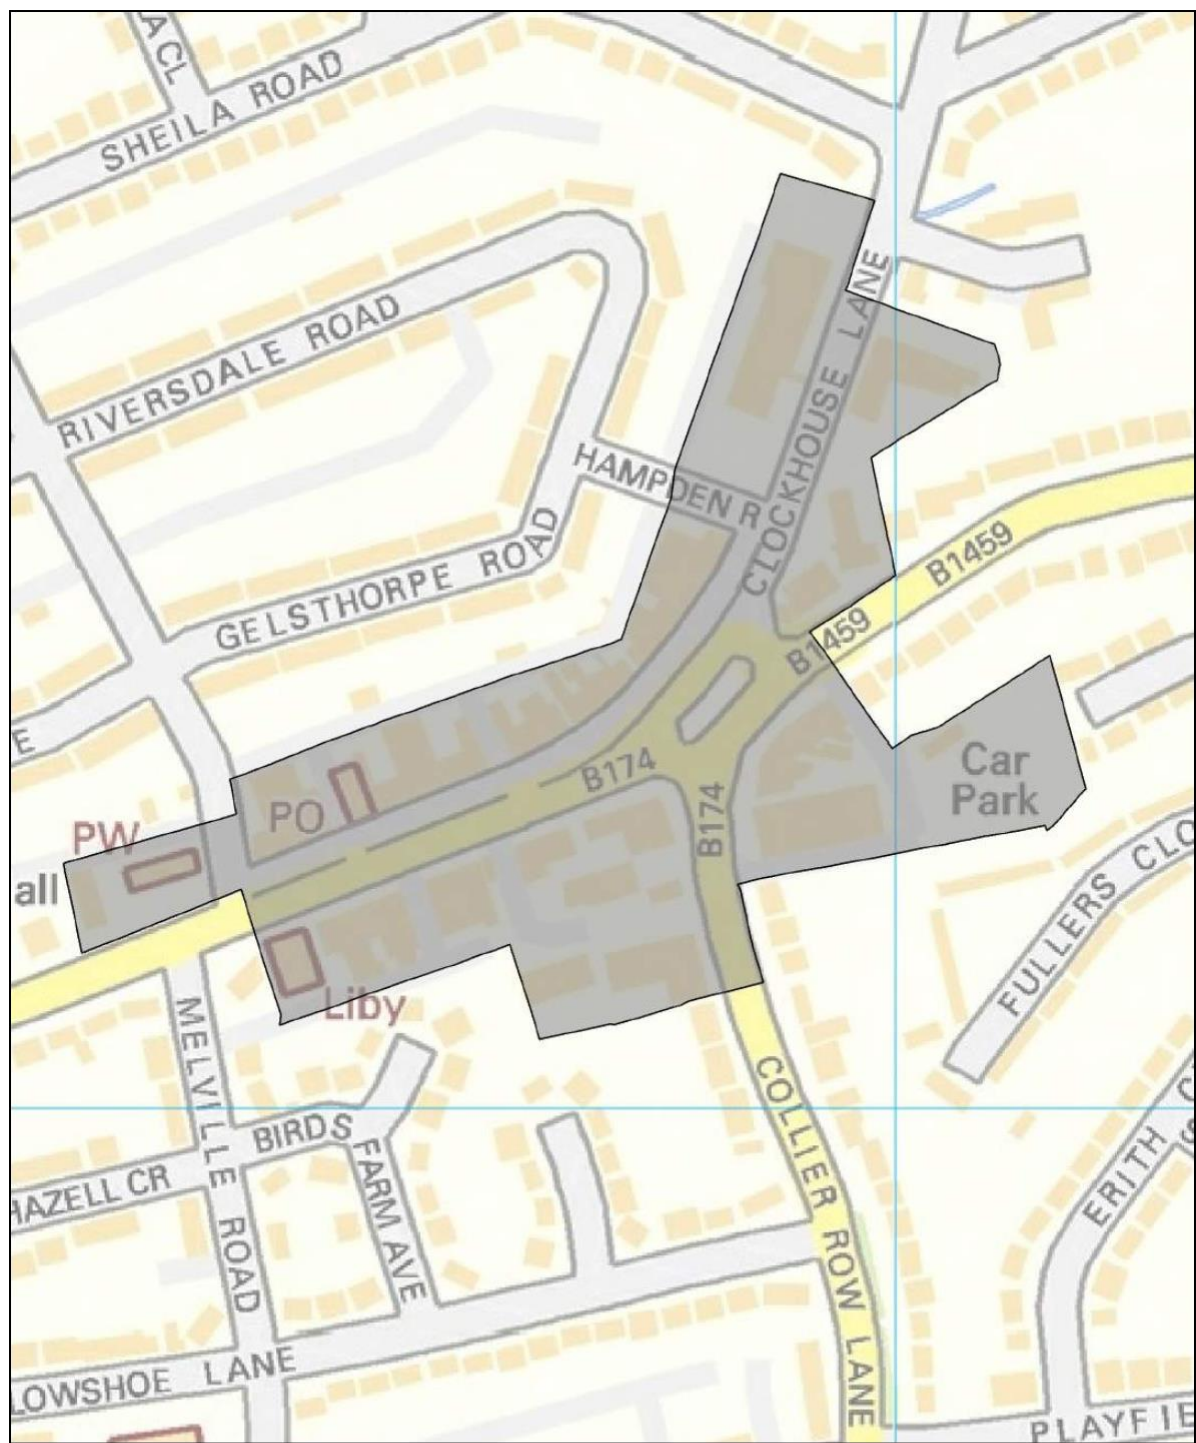 ACL
SHEILA ROAD
RIVERSDALE ROAD
CLOCKHOUSE LANE
HAMPDEN R
GELSTHORPE ROAD
B1459
B1459
E
B174
Car
Park
PO
B174
PW
all
Liby
FULLERS CLO
MELVILLE ROAD
BIRDS
FARM AVE
HAZELL CR
COLLIER ROW LANE
ERITH
LOWSHOE LANE
PLAYFIE